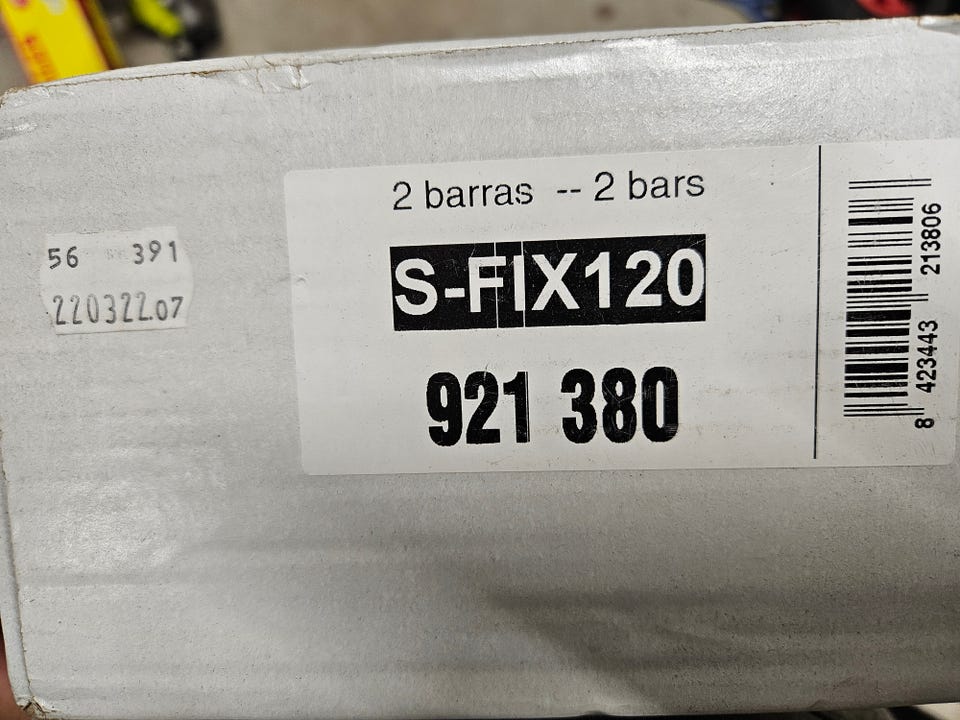 2 barras -- 2 bars
S-FIX120
921 380
56 391
220322.07
8 423443 213806